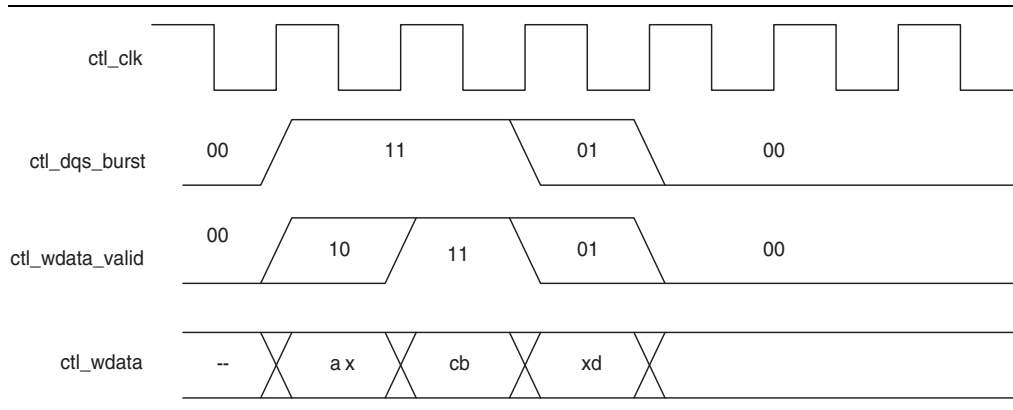 ctl_clk
ctl_dqs_burst 00 11 01 00
ctl_wdata_valid 00 10 11 01 00
ctl_wdata -- a x cb xd